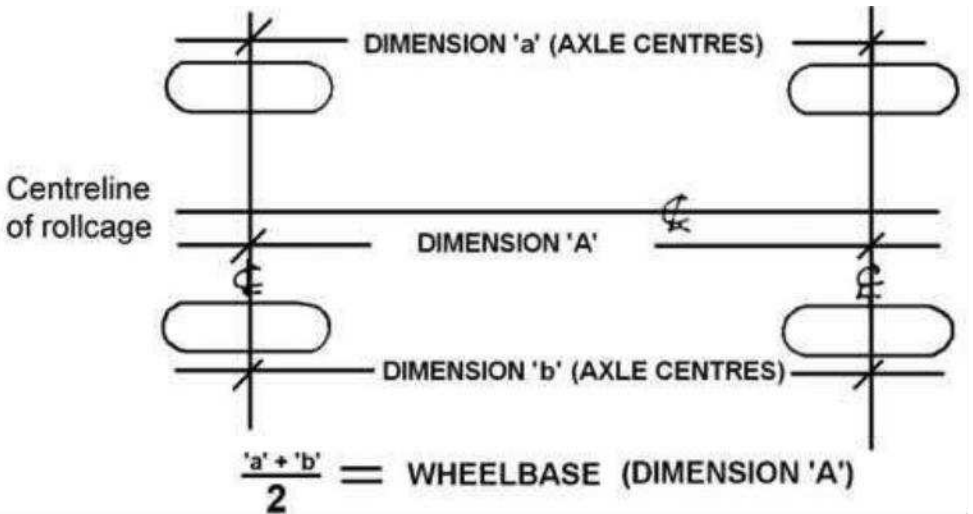 DIMENSION 'a' (AXLE CENTRES)
Centreline
of rollcage
℄
DIMENSION 'A'
℄ ℄
DIMENSION 'b' (AXLE CENTRES)
'a' + 'b'
2
= WHEELBASE (DIMENSION 'A')